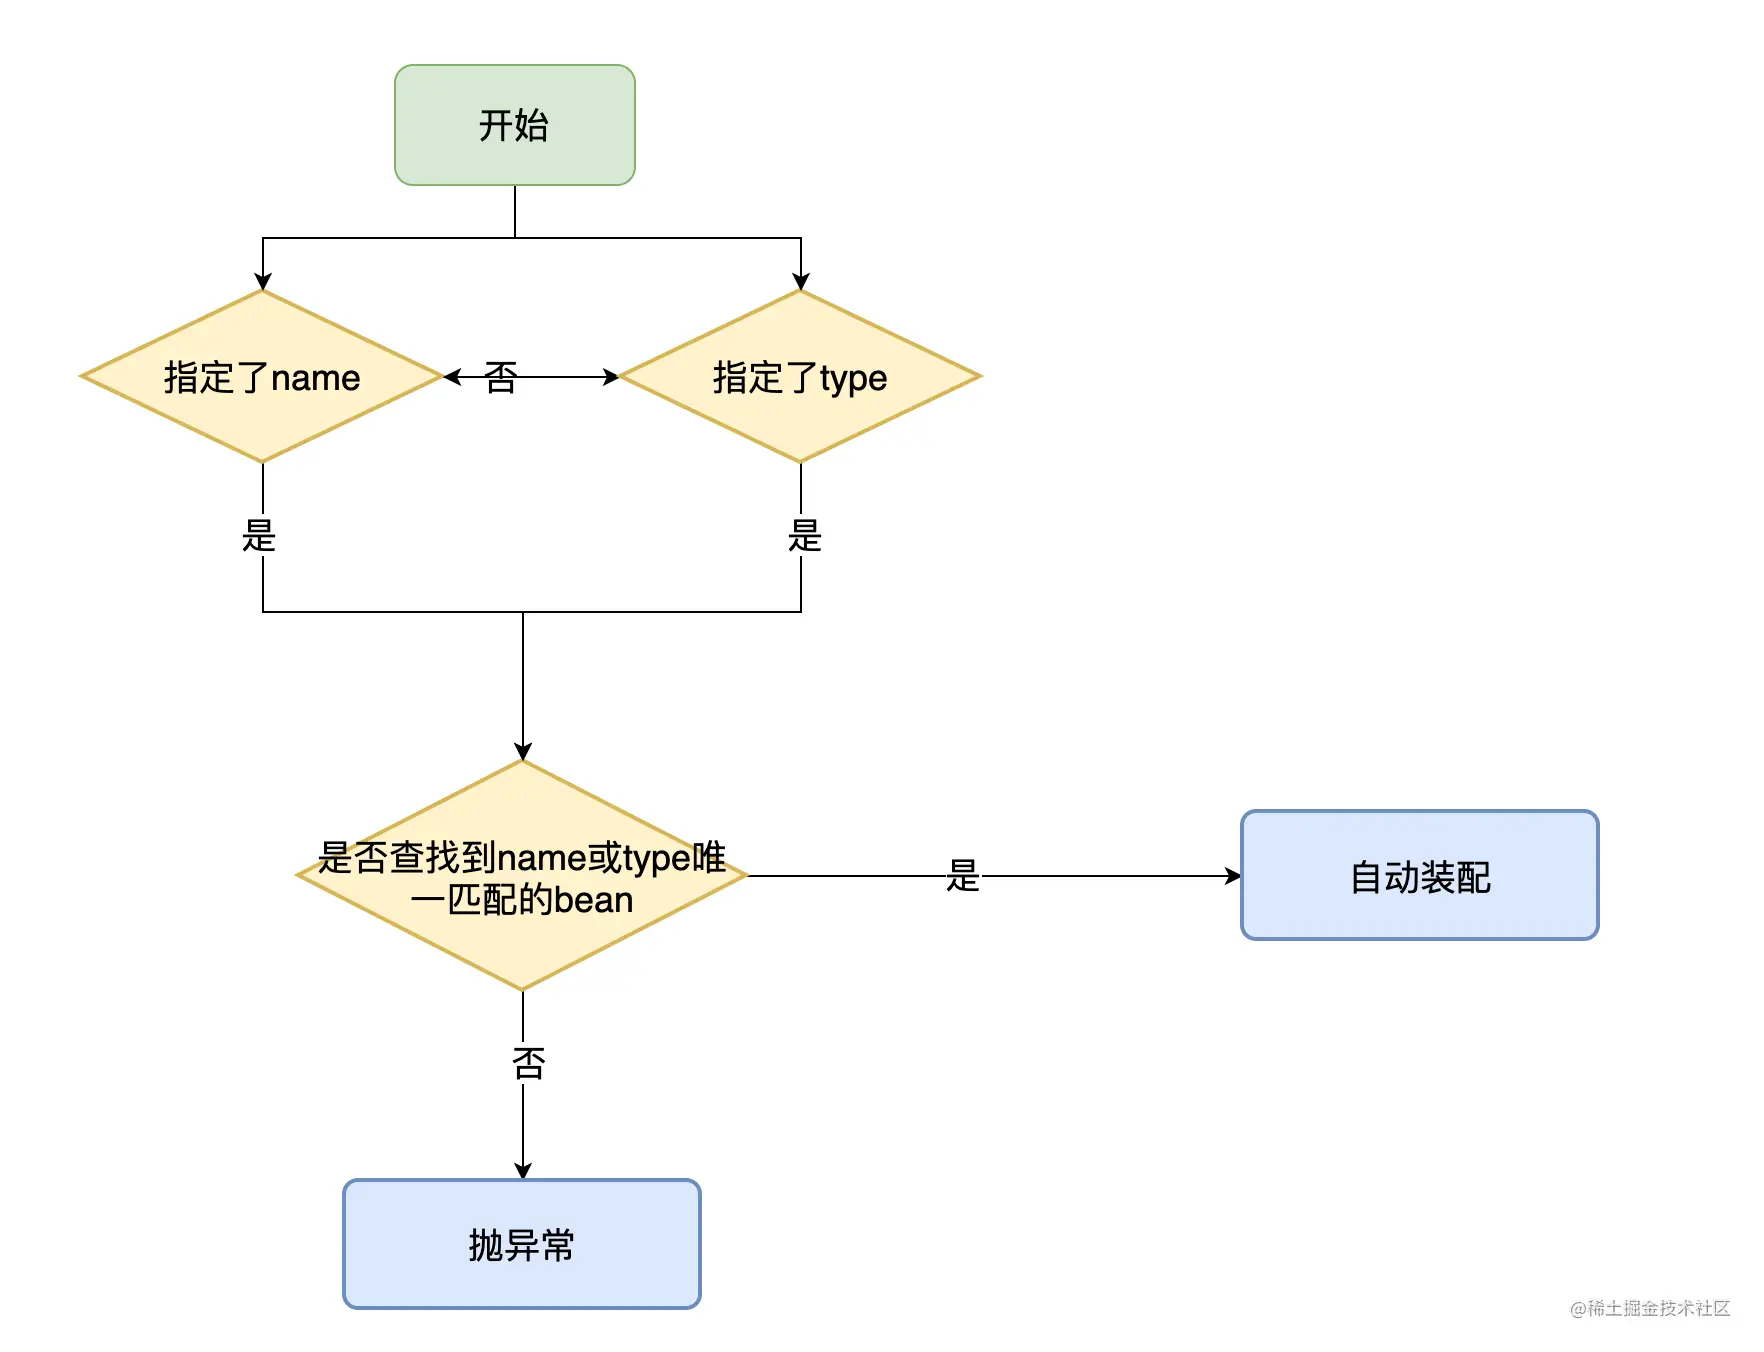 开始
指定了name
否
指定了type
是
是
是否查找到name或type唯
一匹配的bean
是
自动装配
否
抛异常
@稀土掘金技术社区